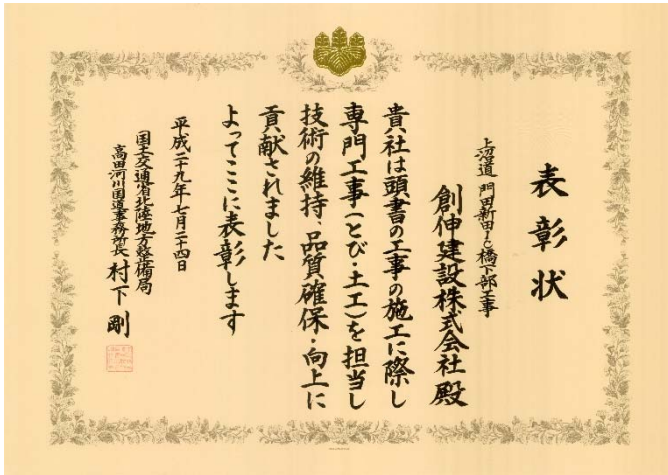 表彰状
上沼道 門田新田IC橋下部工事
創伸建設株式会社殿
貴社は頭書の工事の施工に際し
専門工事(とび・土工)を担当し
技術の維持、品質確保・向上に
貢献されました
よってここに表彰します
平成二十九年七月二十四日
国土交通省北陸地方整備局
高田河川国道事務所長 村下剛